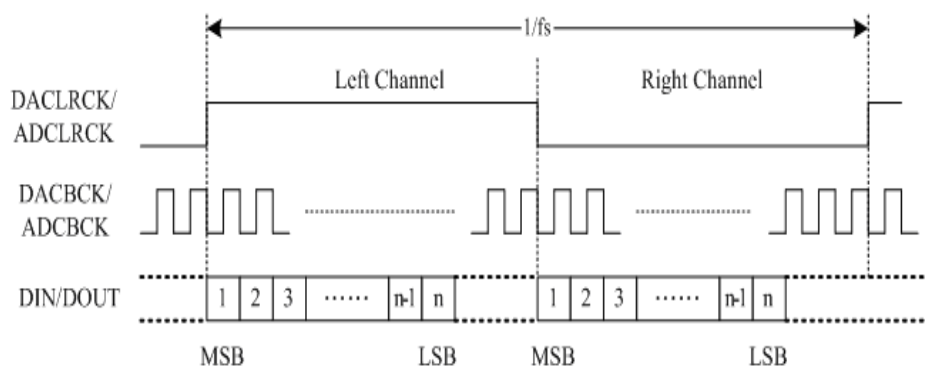 1/fs
Left Channel Right Channel
DACLRCK/
ADCLRCK
DACBCK/
ADCBCK
DIN/DOUT 1 2 3 ...... n-1 n 1 2 3 ...... n-1 n
MSB LSB MSB LSB